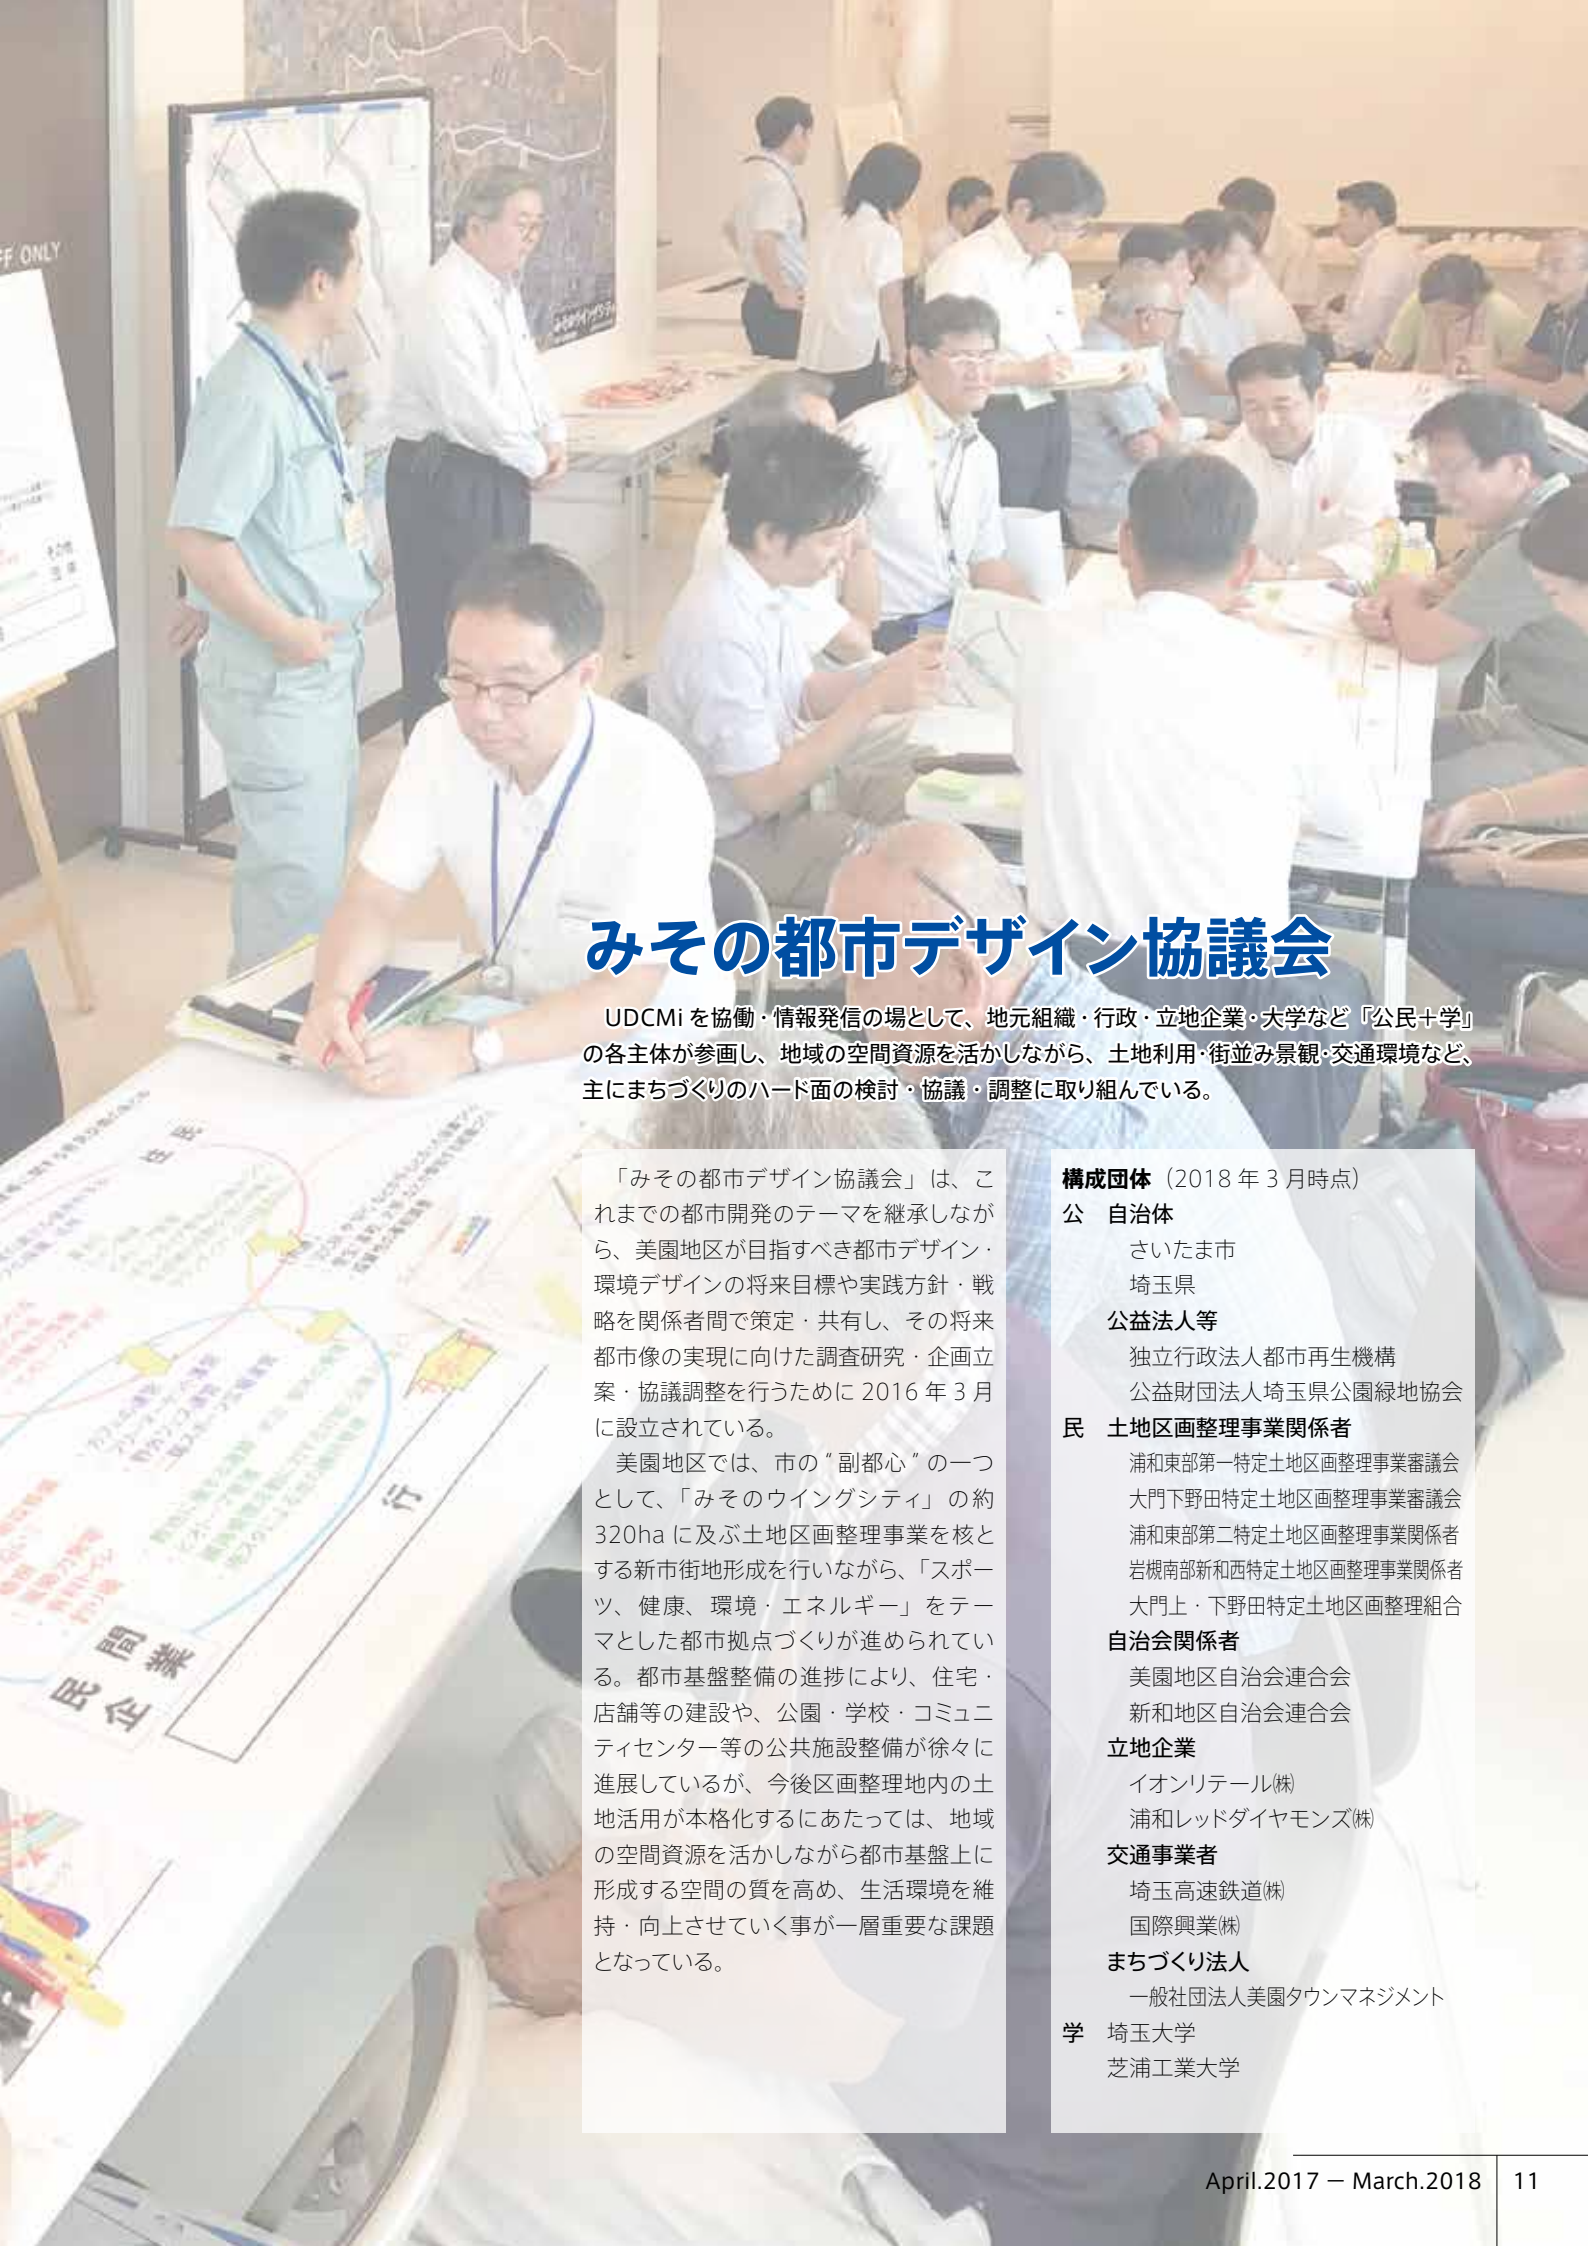 FF ONLY
みそのウイングシティ
その他
住民
行
民間
企業
みその都市デザイン協議会
UDCMi を協働・情報発信の場として、地元組織・行政・立地企業・大学など「公民＋学」
の各主体が参画し、地域の空間資源を活かしながら、土地利用・街並み景観・交通環境など、
主にまちづくりのハード面の検討・協議・調整に取り組んでいる。
「みその都市デザイン協議会」は、こ
れまでの都市開発のテーマを継承しなが
ら、美園地区が目指すべき都市デザイン・
環境デザインの将来目標や実践方針・戦
略を関係者間で策定・共有し、その将来
都市像の実現に向けた調査研究・企画立
案・協議調整を行うために 2016 年 3 月
に設立されている。
美園地区では、市の"副都心"の一つ
として、「みそのウイングシティ」の約
320ha に及ぶ土地区画整理事業を核と
する新市街地形成を行いながら、「スポー
ツ、健康、環境・エネルギー」をテー
マとした都市拠点づくりが進められてい
る。都市基盤整備の進捗により、住宅・
店舗等の建設や、公園・学校・コミュニ
ティセンター等の公共施設整備が徐々に
進展しているが、今後区画整理地内の土
地活用が本格化するにあたっては、地域
の空間資源を活かしながら都市基盤上に
形成する空間の質を高め、生活環境を維
持・向上させていく事が一層重要な課題
となっている。
構成団体（2018 年 3 月時点）
公　自治体
さいたま市
埼玉県
公益法人等
独立行政法人都市再生機構
公益財団法人埼玉県公園緑地協会
民　土地区画整理事業関係者
浦和東部第一特定土地区画整理事業審議会
大門下野田特定土地区画整理事業審議会
浦和東部第二特定土地区画整理事業関係者
岩槻南部新和西特定土地区画整理事業関係者
大門上・下野田特定土地区画整理組合
自治会関係者
美園地区自治会連合会
新和地区自治会連合会
立地企業
イオンリテール㈱
浦和レッドダイヤモンズ㈱
交通事業者
埼玉高速鉄道㈱
国際興業㈱
まちづくり法人
一般社団法人美園タウンマネジメント
学　埼玉大学
芝浦工業大学
April.2017 － March.2018
11